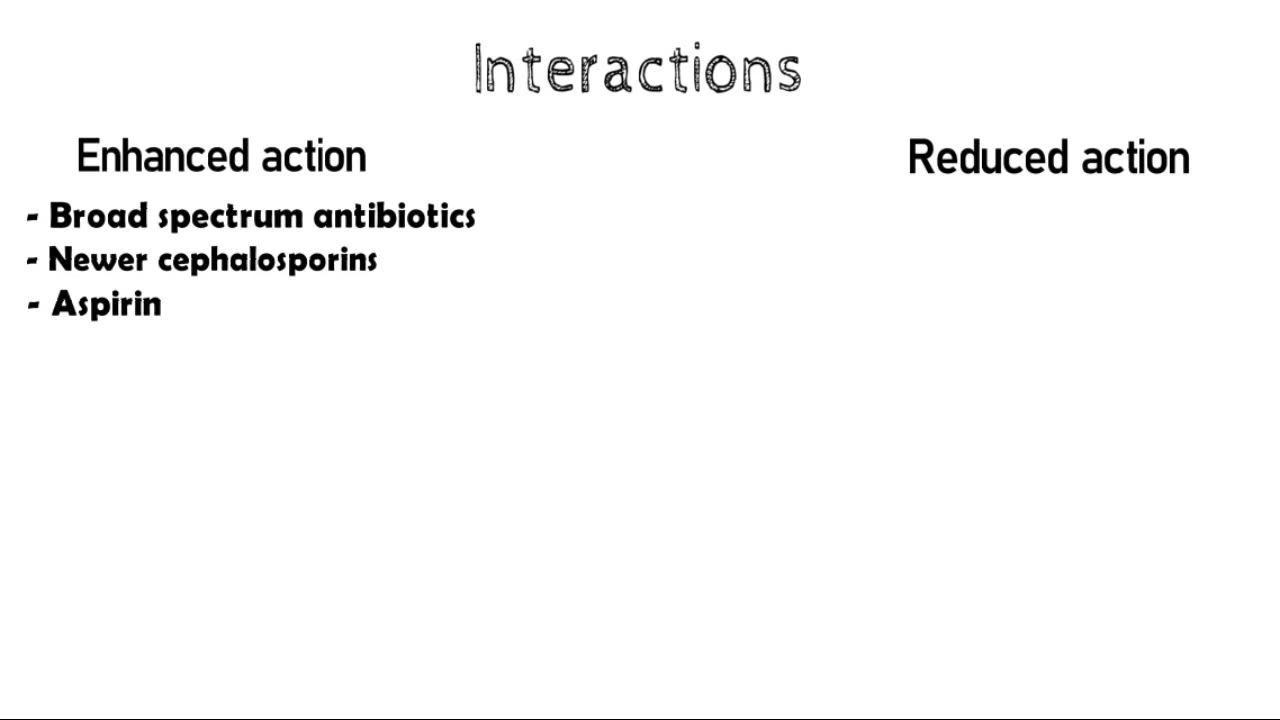 Interactions
Enhanced action
Reduced action
- Broad spectrum antibiotics
- Newer cephalosporins
- Aspirin